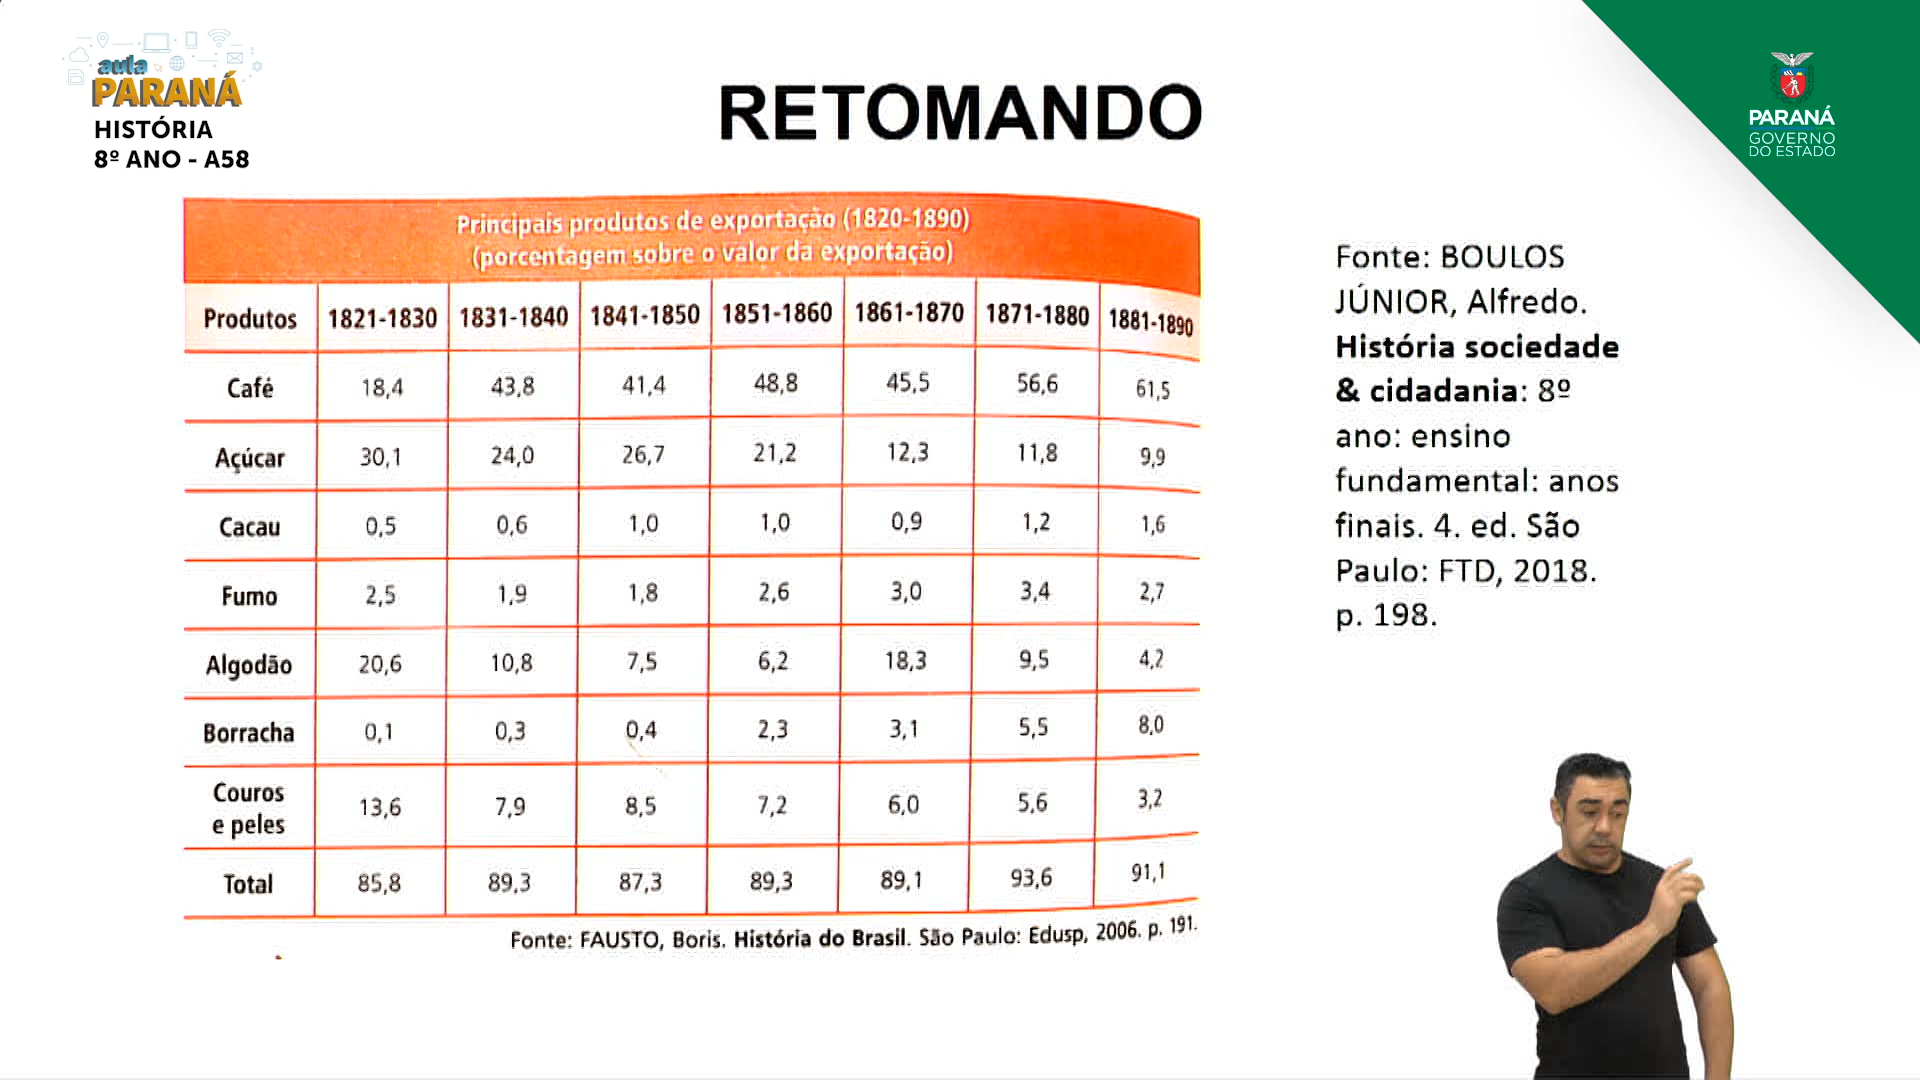 aula
PARANÁ
HISTÓRIA
8º ANO - A58
RETOMANDO
PARANÁ
GOVERNO
DO ESTADO
Principais produtos de exportação (1820-1890)
(porcentagem sobre o valor da exportação)
Produtos 1821-1830 1831-1840 1841-1850 1851-1860 1861-1870 1871-1880 1881-1890
Café 18,4 43,8 41,4 48,8 45,5 56,6 61,5
Açúcar 30,1 24,0 26,7 21,2 12,3 11,8 9,9
Cacau 0,5 0,6 1,0 1,0 0,9 1,2 1,6
Fumo 2,5 1,9 1,8 2,6 3,0 3,4 2,7
Algodão 20,6 10,8 7,5 6,2 18,3 9,5 4,2
Borracha 0,1 0,3 0,4 2,3 3,1 5,5 8,0
Couros
e peles 13,6 7,9 8,5 7,2 6,0 5,6 3,2
Total 85,8 89,3 87,3 89,3 89,1 93,6 91,1
Fonte: FAUSTO, Boris. História do Brasil. São Paulo: Edusp, 2006. p. 191.
Fonte: BOULOS
JÚNIOR, Alfredo.
História sociedade
& cidadania: 8º
ano: ensino
fundamental: anos
finais. 4. ed. São
Paulo: FTD, 2018.
p. 198.